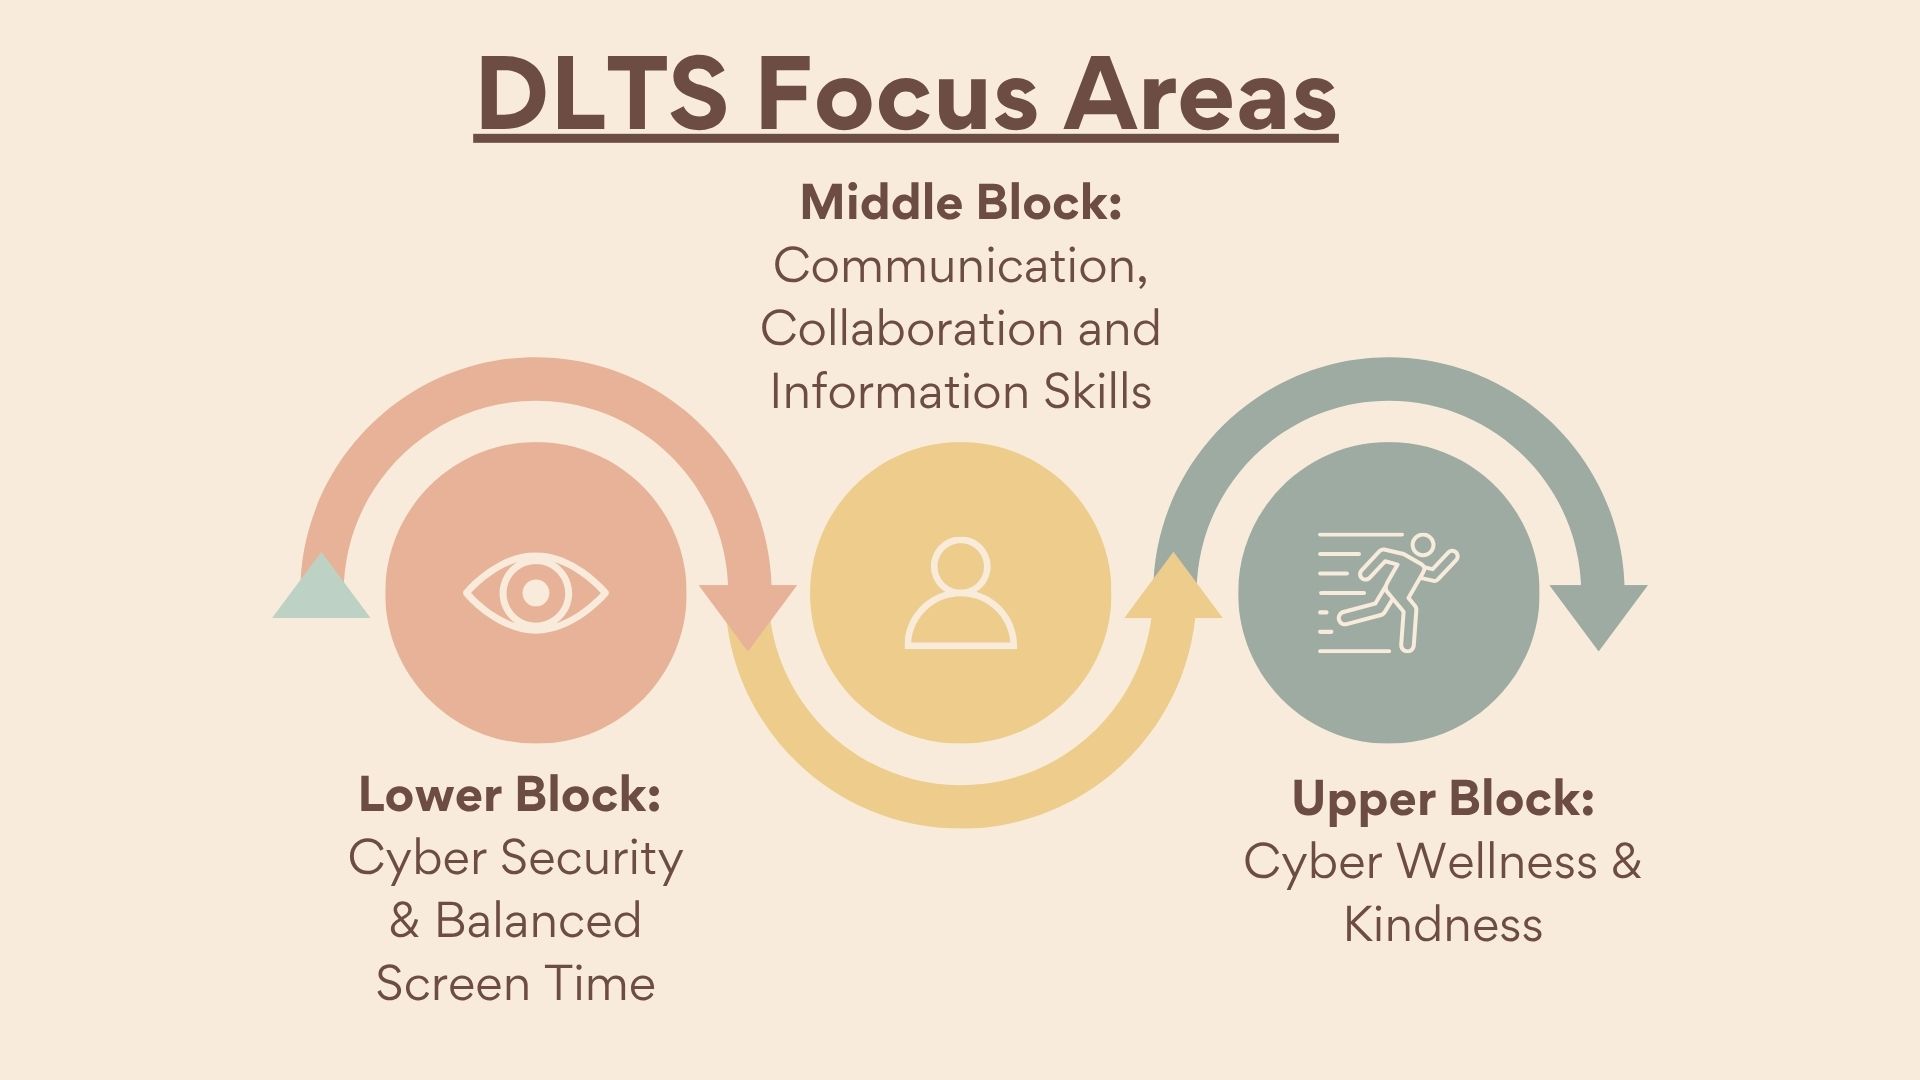 DLTS Focus Areas
Middle Block:
Communication,
Collaboration and
Information Skills
Lower Block:
Cyber Security
& Balanced
Screen Time
Upper Block:
Cyber Wellness &
Kindness